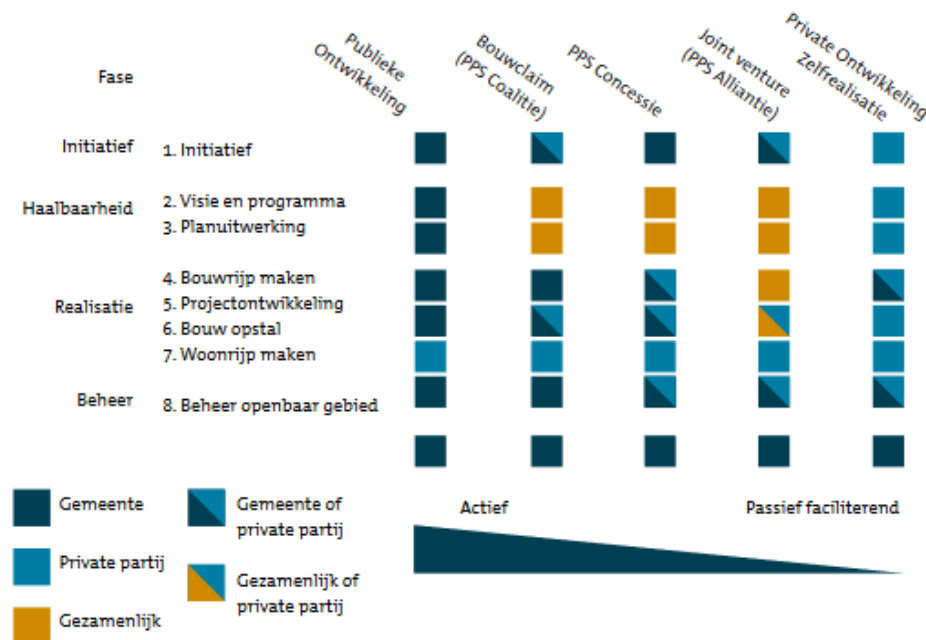 Fase
Publieke
Ontwikkeling
Bouwclaim
(PPS Coalitie)
PPS Concessie
Joint venture
(PPS Alliantie)
Private Ontwikkeling
Zelfrealisatie
Initiatief
1. Initiatief
Haalbaarheid
2. Visie en programma
3. Planuitwerking
Realisatie
4. Bouwrijp maken
5. Projectontwikkeling
6. Bouw opstal
7. Woonrijp maken
Beheer
8. Beheer openbaar gebied
Gemeente
Private partij
Gezamenlijk
Gemeente of
private partij
Gezamenlijk of
private partij
Actief
Passief faciliterend